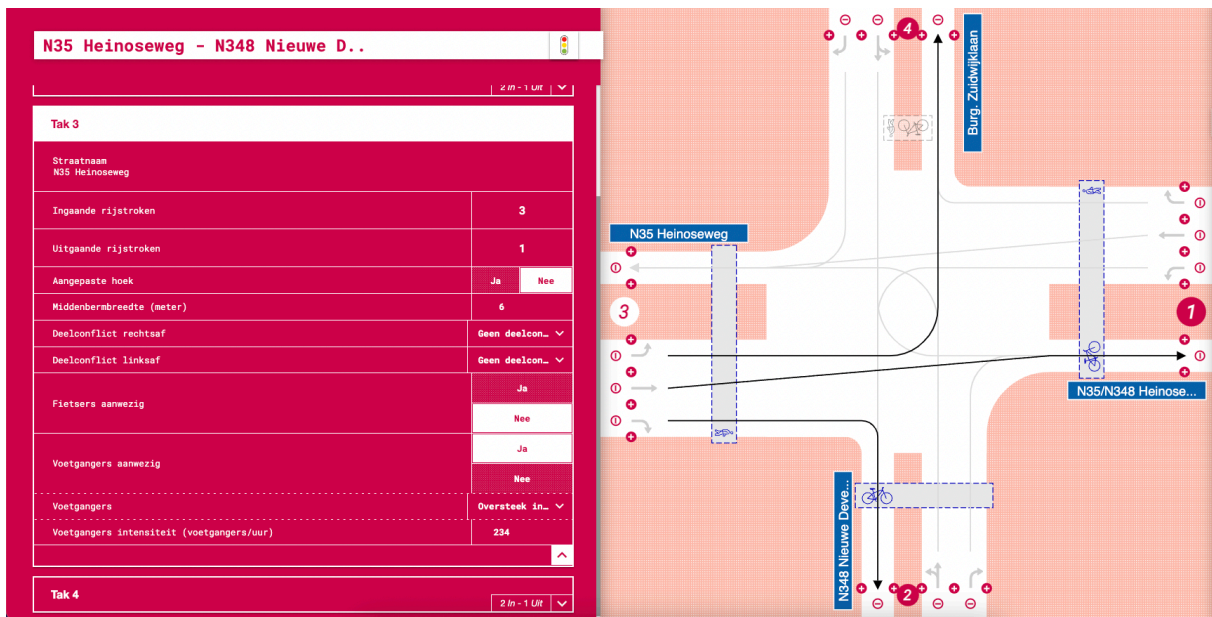 N35 Heinoseweg - N348 Nieuwe D..
2 In - 1 Uit
Tak 3
Straatnaam
N35 Heinoseweg
Ingaande rijstroken 3
Uitgaande rijstroken 1
Aangepaste hoek Ja Nee
Middenbermbreedte (meter) 6
Deelconflict rechtsaf Geen deelcon…
Deelconflict linksaf Geen deelcon…
Fietsers aanwezig Ja
Nee
Voetgangers aanwezig Ja
Nee
Voetgangers Oversteek in…
Voetgangers intensiteit (voetgangers/uur) 234
Tak 4
2 In - 1 Uit
4
Burg. Zuidwijklaan
N35 Heinoseweg
3
1
N35/N348 Heinose...
N348 Nieuwe Deve...
2